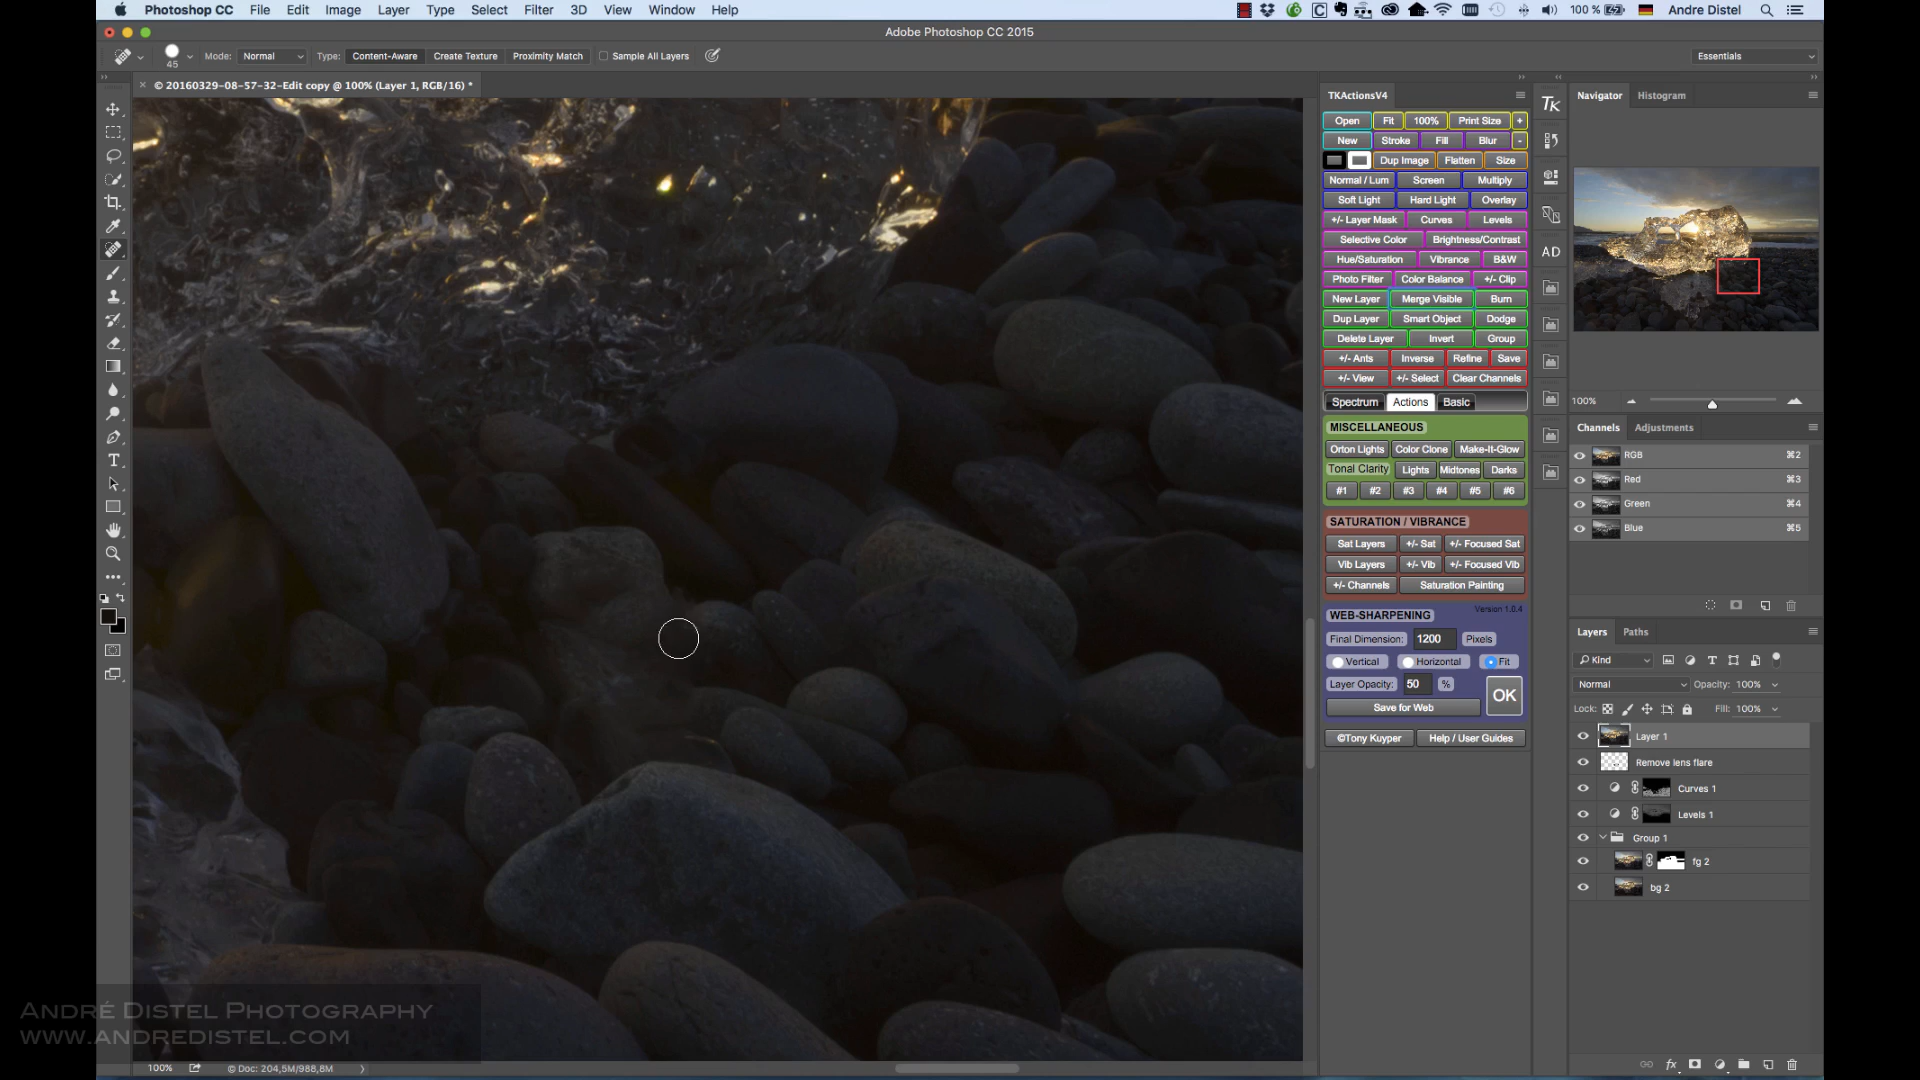 Photoshop CC File Edit Image Layer Type Select Filter 3D View Window Help 100 % Andre Distel
Adobe Photoshop CC 2015
45 Mode: Normal Type: Content-Aware Create Texture Proximity Match Sample All Layers Essentials
× © 20160329-08-57-32-Edit copy @ 100% (Layer 1, RGB/16) *
TKActionsV4
Open Fit 100% Print Size +
New Stroke Fill Blur -
Dup Image Flatten Size
Normal / Lum Screen Multiply
Soft Light Hard Light Overlay
+/- Layer Mask Curves Levels
Selective Color Brightness/Contrast
Hue/Saturation Vibrance B&W
Photo Filter Color Balance +/- Clip
New Layer Merge Visible Burn
Dup Layer Smart Object Dodge
Delete Layer Invert Group
+/- Ants Inverse Refine Save
+/- View +/- Select Clear Channels
Spectrum Actions Basic
MISCELLANEOUS
Orton Lights Color Clone Make-It-Glow
Tonal Clarity Lights Midtones Darks
#1 #2 #3 #4 #5 #6
SATURATION / VIBRANCE
Sat Layers +/- Sat +/- Focused Sat
Vib Layers +/- Vib +/- Focused Vib
+/- Channels Saturation Painting
WEB-SHARPENING Version 1.0.4
Final Dimension: 1200 Pixels
Vertical Horizontal Fit
Layer Opacity: 50 % OK
Save for Web
©Tony Kuyper Help / User Guides
TK
AD
Navigator Histogram
100%
Channels Adjustments
RGB ⌘2
Red ⌘3
Green ⌘4
Blue ⌘5
Layers Paths
Kind
Normal Opacity: 100%
Lock: Fill: 100%
Layer 1
Remove lens flare
Curves 1
Levels 1
Group 1
fg 2
bg 2
fx
ANDRÉ DISTEL PHOTOGRAPHY
WWW.ANDREDISTEL.COM
100% © Doc: 204,5M/988,8M